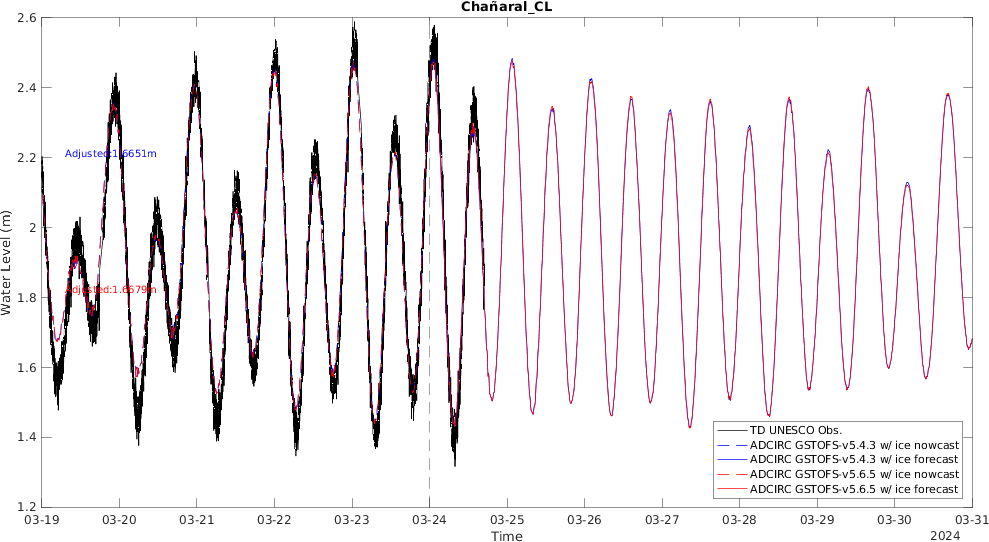 Chañaral_CL
2.6
2.4
2.2
2
1.8
1.6
1.4
1.2
Water Level (m)
Adjusted:1.6651m
Adjusted:1.6579m
TD UNESCO Obs.
ADCIRC GSTOFS-v5.4.3 w/ ice nowcast
ADCIRC GSTOFS-v5.4.3 w/ ice forecast
ADCIRC GSTOFS-v5.6.5 w/ ice nowcast
ADCIRC GSTOFS-v5.6.5 w/ ice forecast
03-19 03-20 03-21 03-22 03-23 03-24 03-25 03-26 03-27 03-28 03-29 03-30 03-31
Time
2024